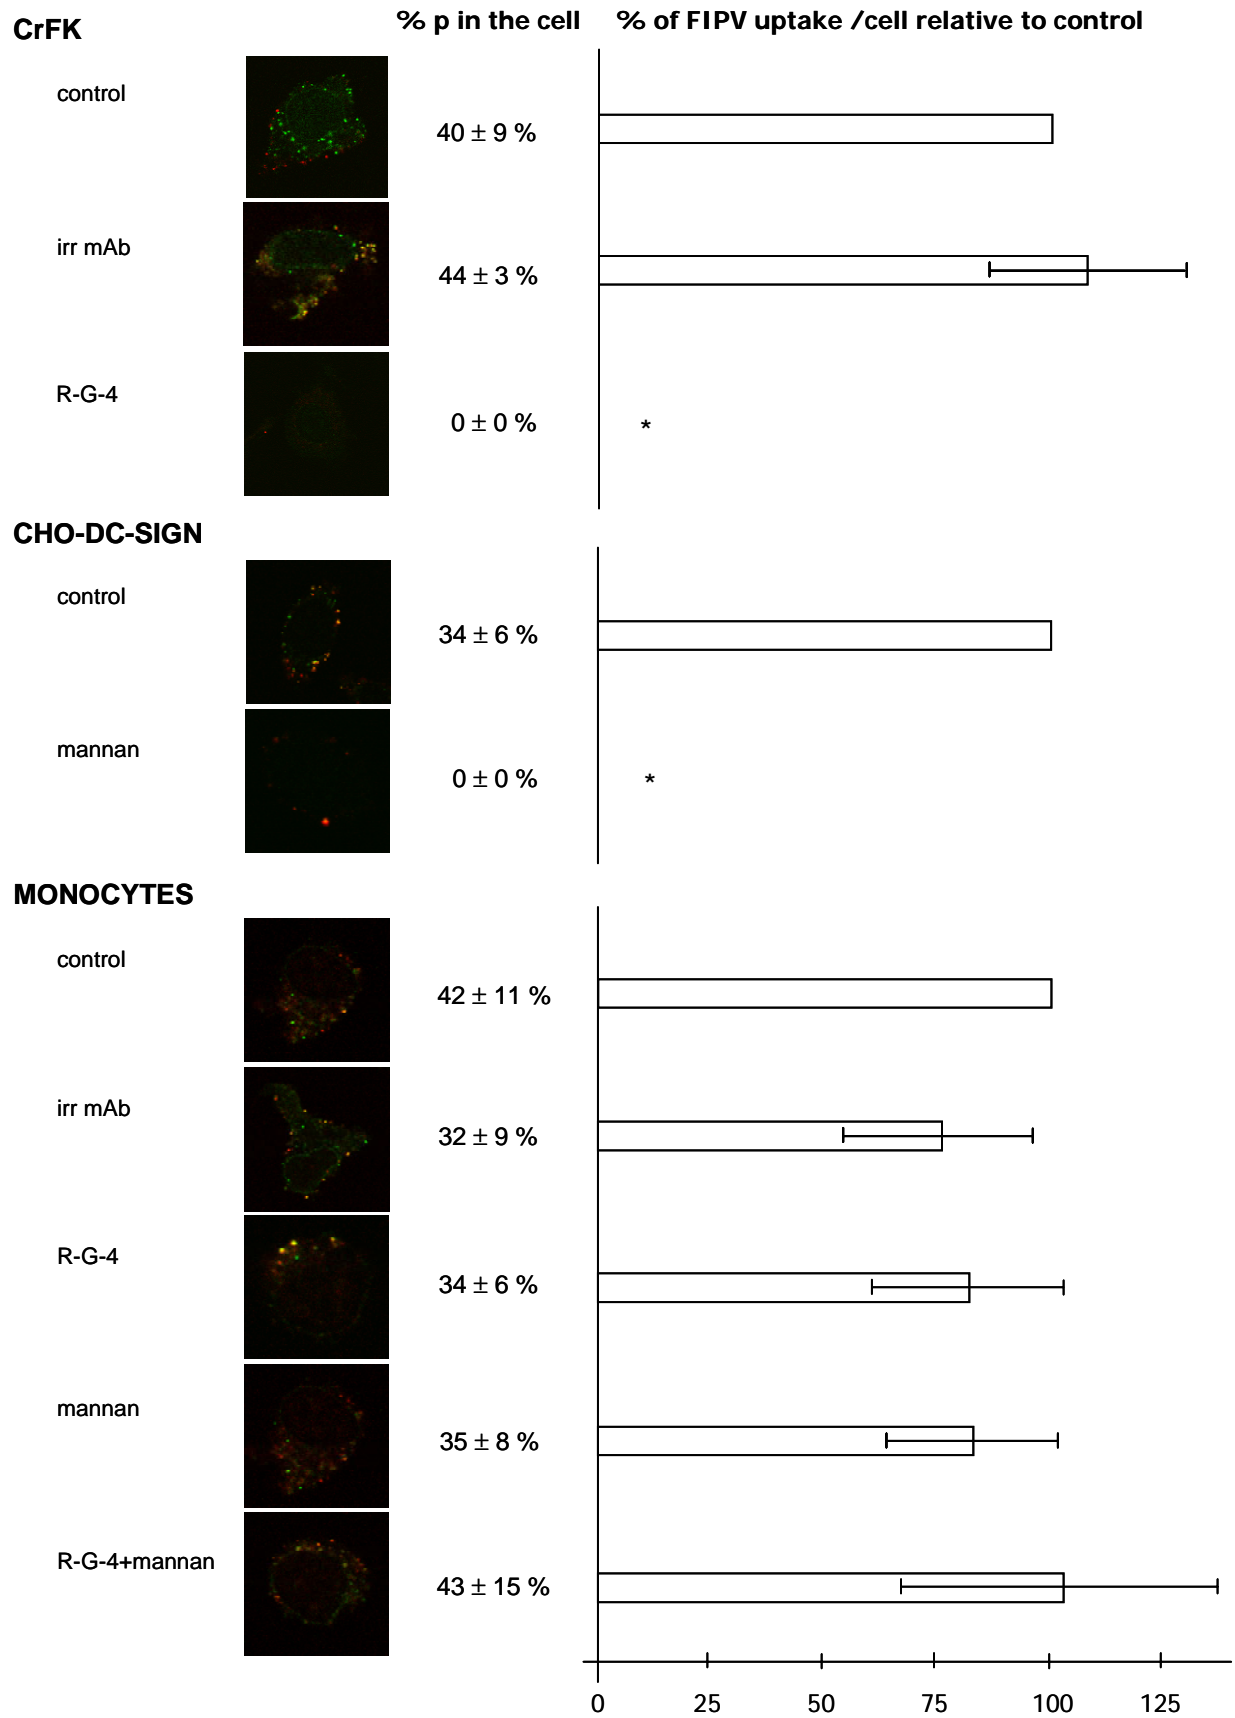 CrFK
% p in the cell % of FIPV uptake /cell relative to control
control
40 ± 9 %
irr mAb
44 ± 3 %
R-G-4
0 ± 0 %
*
CHO-DC-SIGN
control
34 ± 6 %
mannan
0 ± 0 %
*
MONOCYTES
control
42 ± 11 %
irr mAb
32 ± 9 %
R-G-4
34 ± 6 %
mannan
35 ± 8 %
R-G-4+mannan
43 ± 15 %
0 25 50 75 100 125